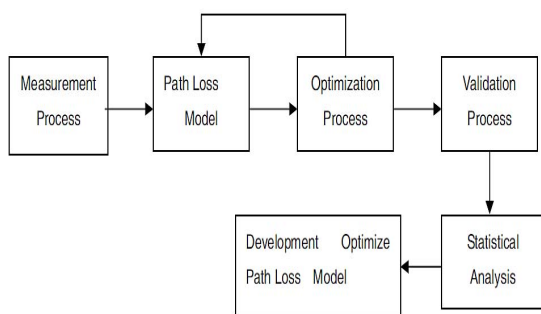 Measurement
Process
Path Loss
Model
Optimization
Process
Validation
Process
Development Optimize
Path Loss Model
Statistical
Analysis